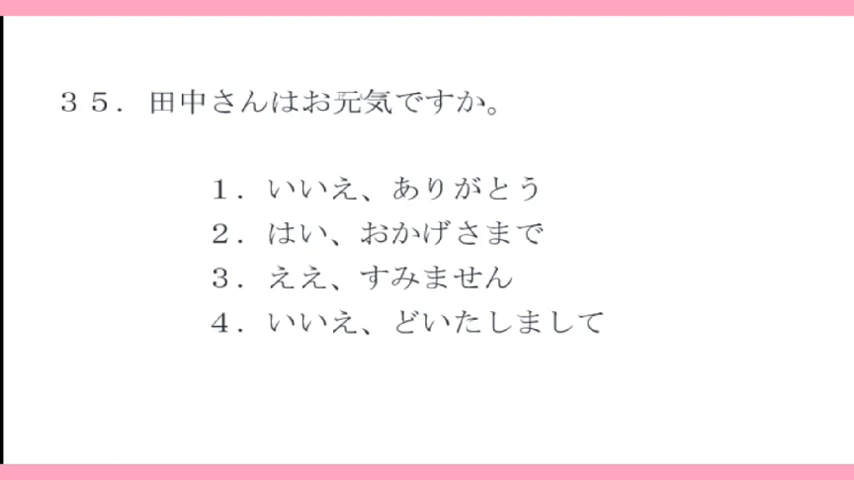 ３５．田中さんはお元気ですか。
１．いいえ、ありがとう
２．はい、おかげさまで
３．ええ、すみません
４．いいえ、どいたしまして